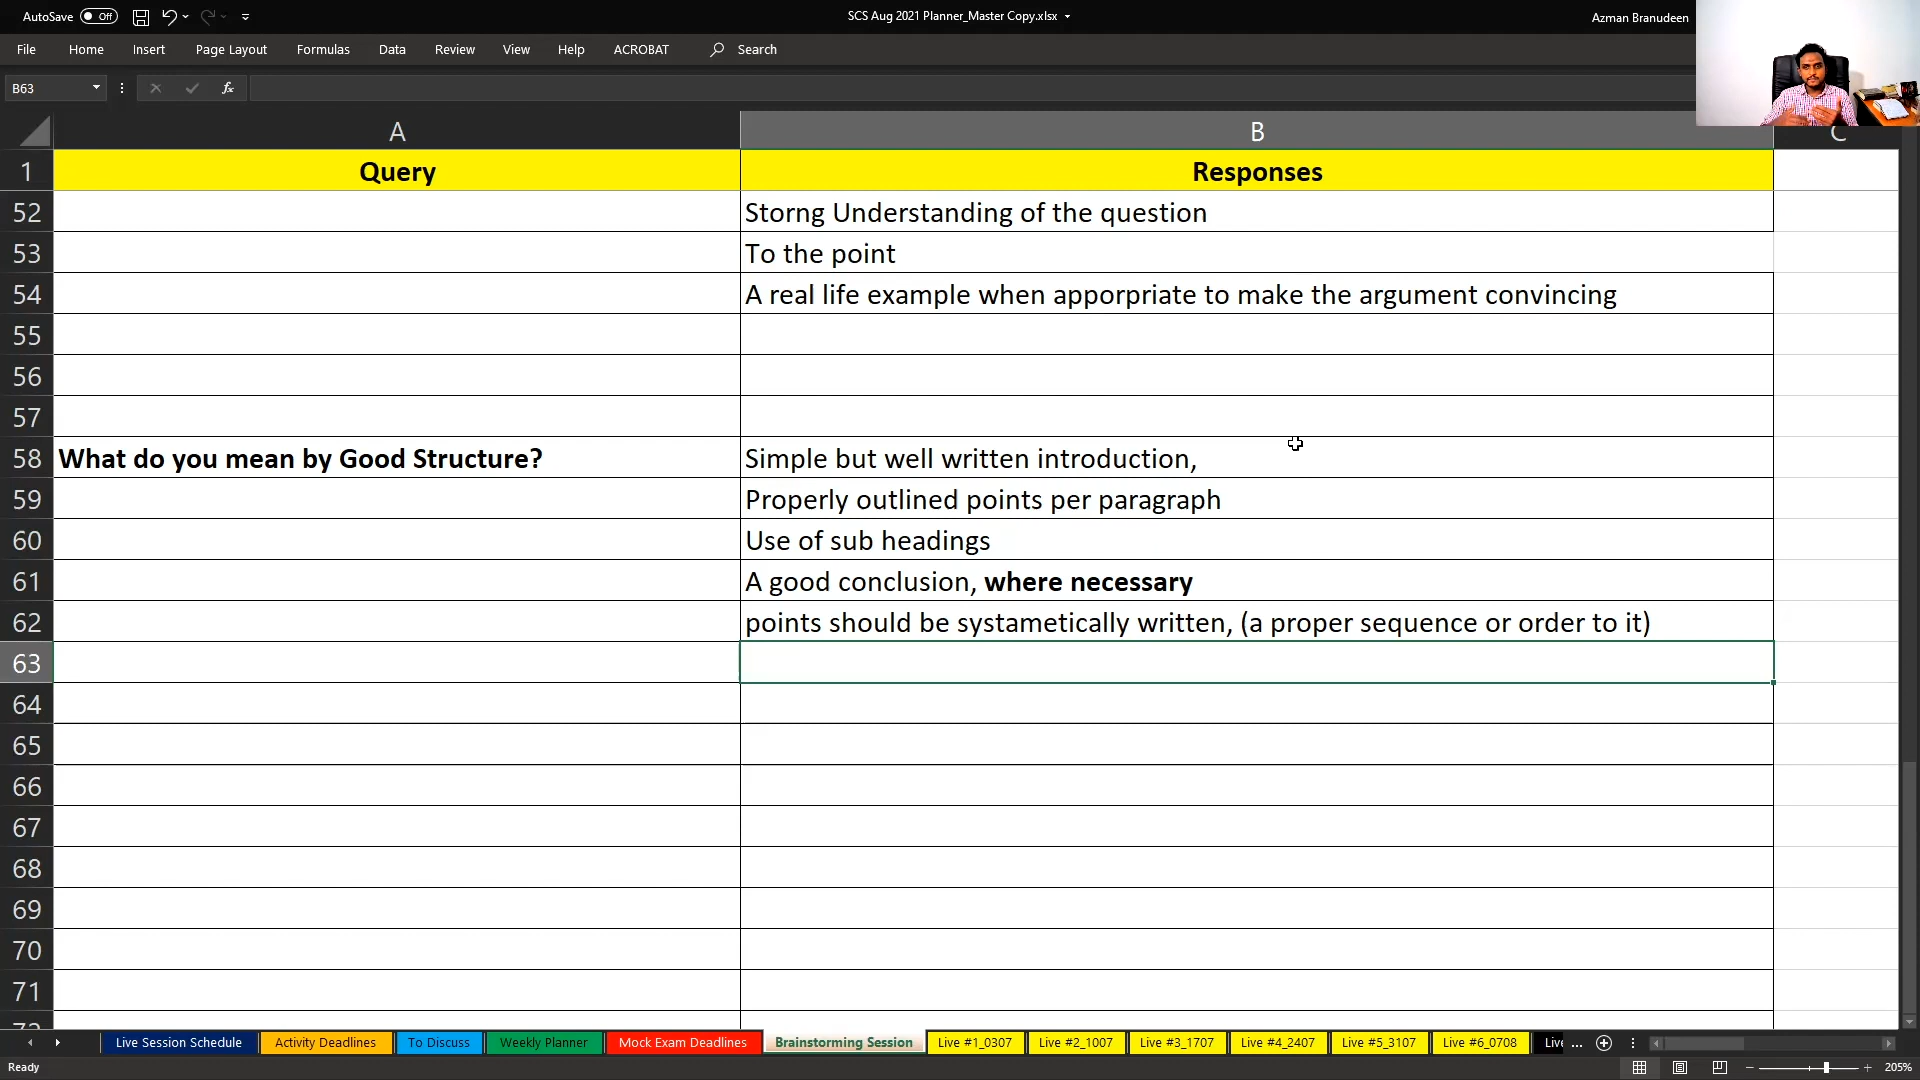 AutoSave Off SCS Aug 2021 Planner_Master Copy.xlsx Azman Branudeen
File Home Insert Page Layout Formulas Data Review View Help ACROBAT Search
B63 fx
A B C
1 Query Responses
52 Storng Understanding of the question
53 To the point
54 A real life example when apporpriate to make the argument convincing
55
56
57
58 What do you mean by Good Structure? Simple but well written introduction,
59 Properly outlined points per paragraph
60 Use of sub headings
61 A good conclusion, where necessary
62 points should be systametically written, (a proper sequence or order to it)
63
64
65
66
67
68
69
70
71
72
Live Session Schedule Activity Deadlines To Discuss Weekly Planner Mock Exam Deadlines Brainstorming Session Live #1_0307 Live #2_1007 Live #3_1707 Live #4_2407 Live #5_3107 Live #6_0708 Live ...
Ready 205%